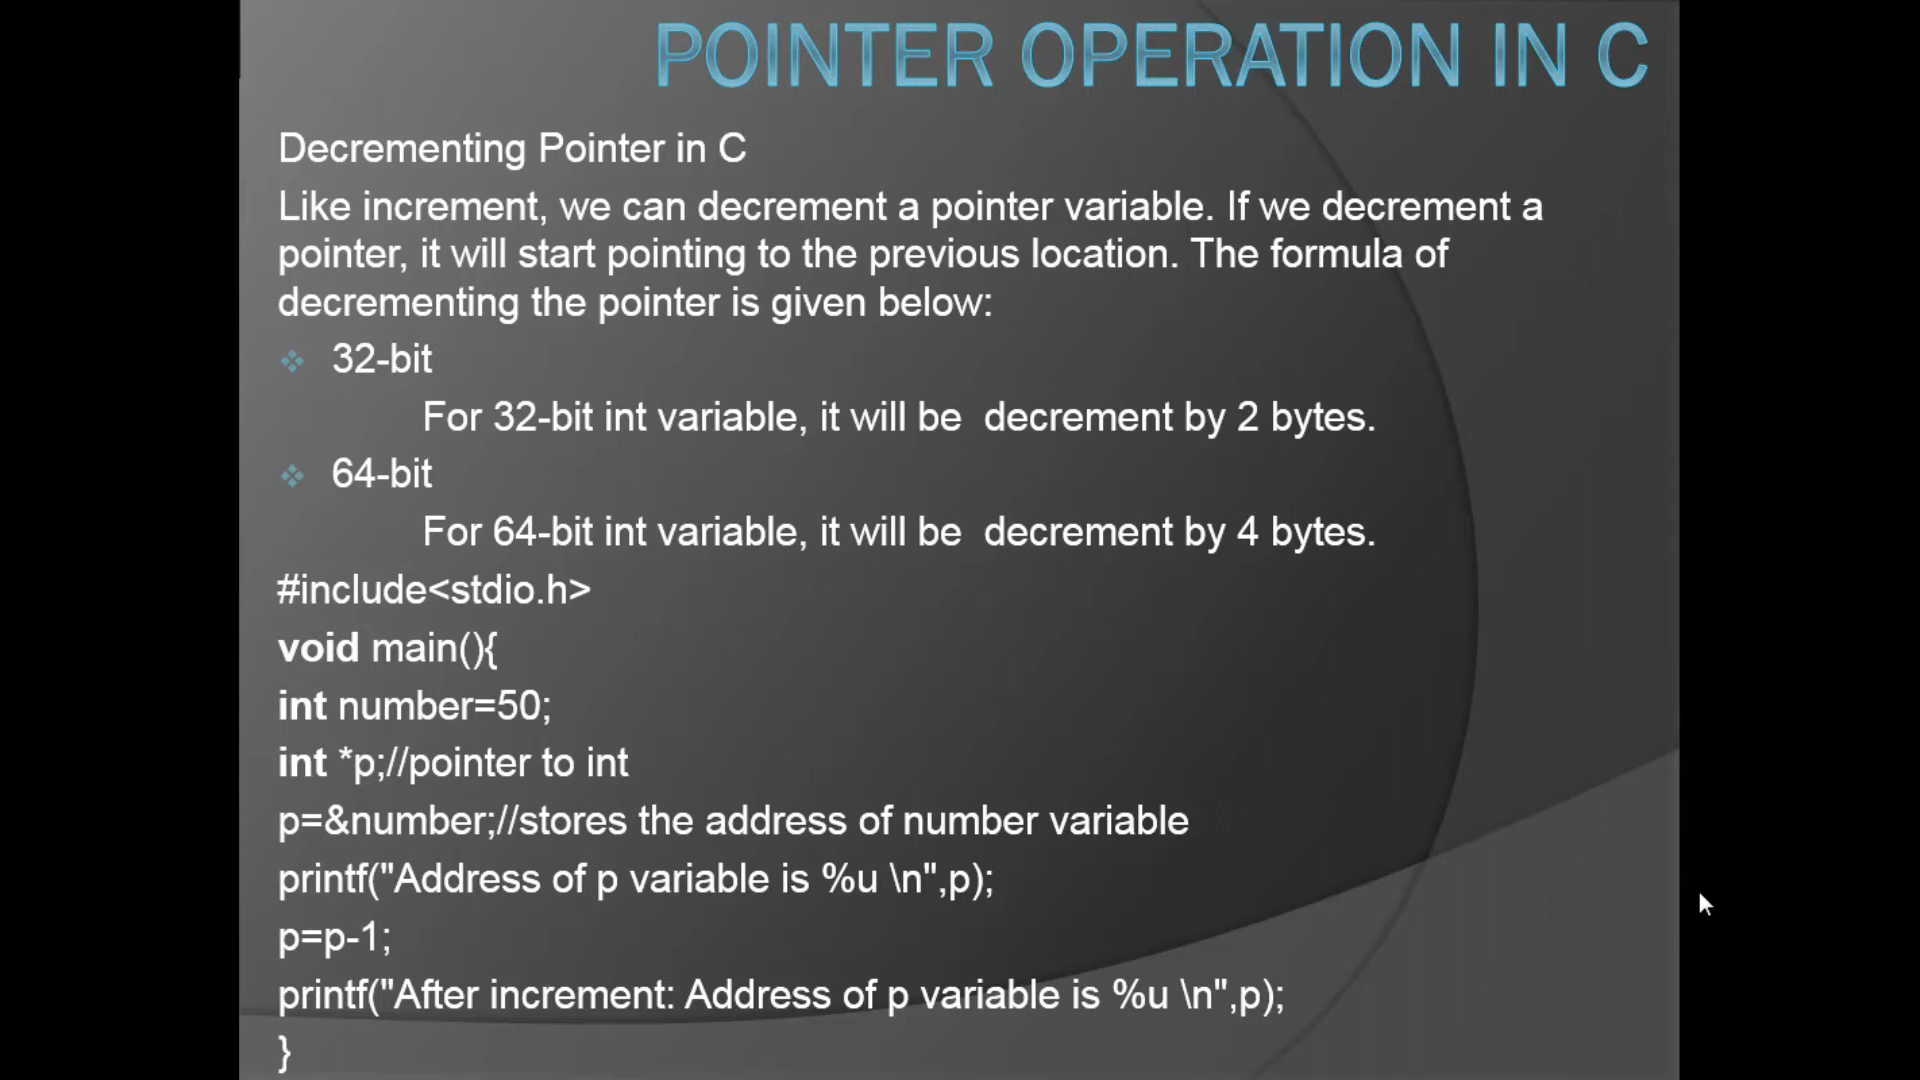 POINTER OPERATION IN C
Decrementing Pointer in C
Like increment, we can decrement a pointer variable. If we decrement a
pointer, it will start pointing to the previous location. The formula of
decrementing the pointer is given below:
32-bit
For 32-bit int variable, it will be  decrement by 2 bytes.
64-bit
For 64-bit int variable, it will be  decrement by 4 bytes.
#include<stdio.h>
void main(){
int number=50;
int *p;//pointer to int
p=&number;//stores the address of number variable
printf("Address of p variable is %u \n",p);
p=p-1;
printf("After increment: Address of p variable is %u \n",p);
}